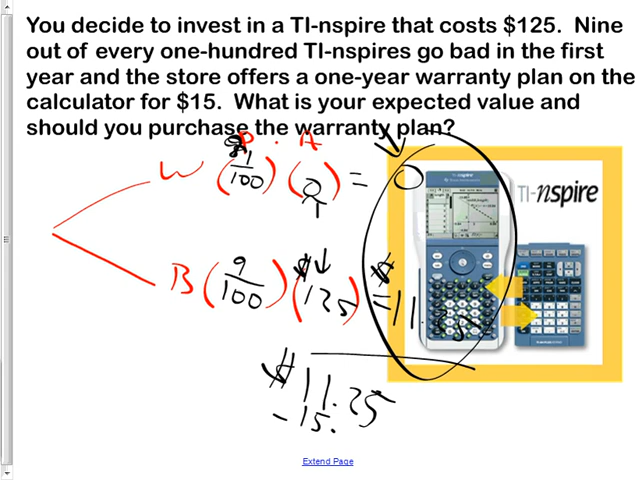 You decide to invest in a TI-nspire that costs $125. Nine
out of every one-hundred TI-nspires go bad in the first
year and the store offers a one-year warranty plan on the
calculator for $15. What is your expected value and
should you purchase the warranty plan?
P . A
W (91/100) (0) = 0
B (9/100) ($125) = $11.25
$11.25
-15.
TI-nspire
Extend Page